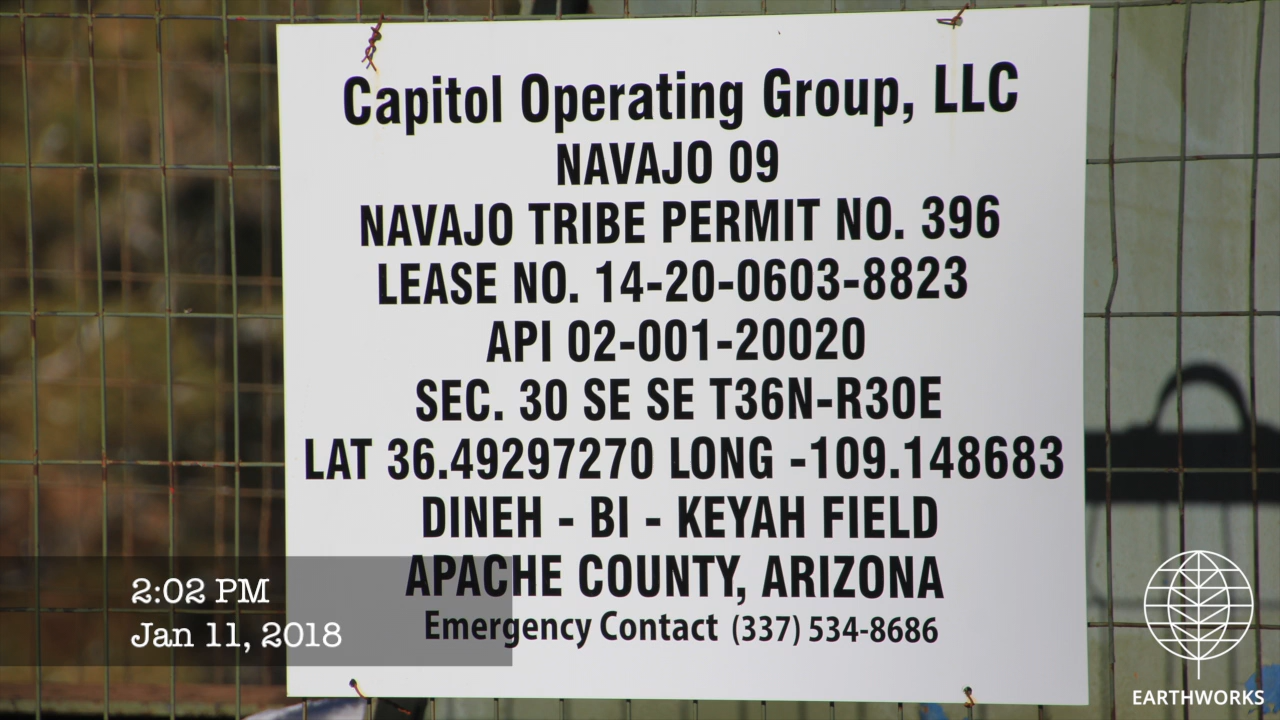 Capitol Operating Group, LLC
NAVAJO 09
NAVAJO TRIBE PERMIT NO. 396
LEASE NO. 14-20-0603-8823
API 02-001-20020
SEC. 30 SE SE T36N-R30E
LAT 36.49297270 LONG -109.148683
DINEH - BI - KEYAH FIELD
APACHE COUNTY, ARIZONA
Emergency Contact (337) 534-8686
2:02 PM
Jan 11, 2018
EARTHWORKS